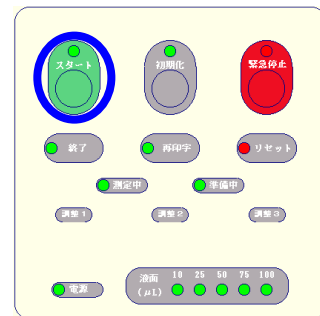 スタート 初期化 緊急停止
終了 再印字 リセット
測定中 準備中
調整1 調整2 調整3
電源 液面 10 25 50 75 100
(μL)